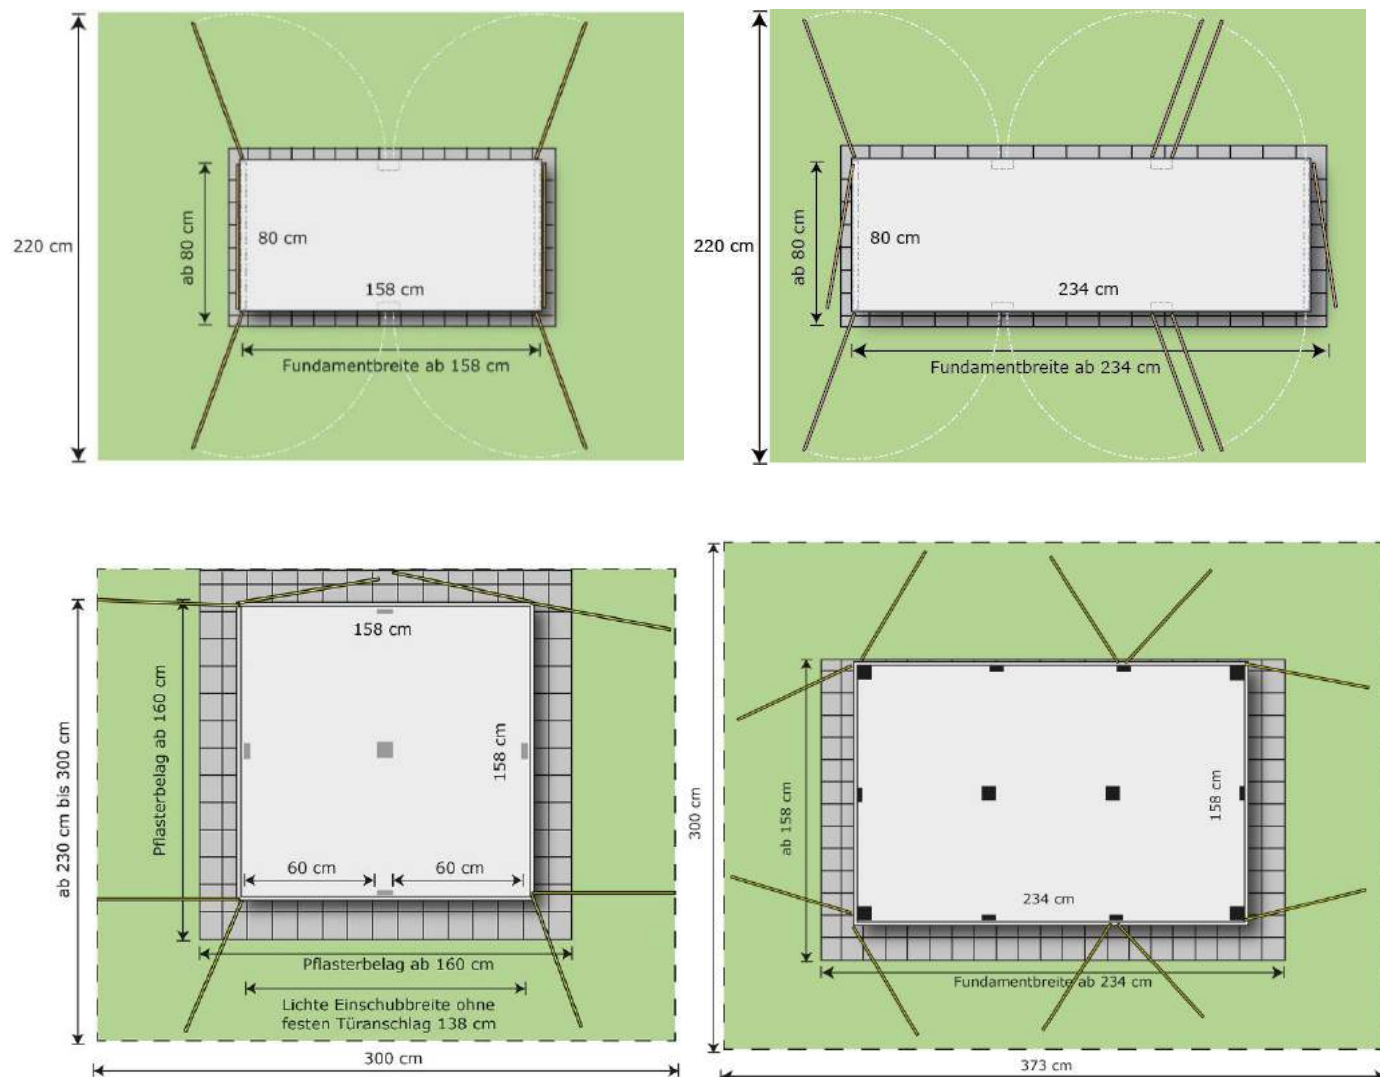 220 cm
ab 80 cm
80 cm
158 cm
Fundamentbreite ab 158 cm
220 cm
ab 80 cm
80 cm
234 cm
Fundamentbreite ab 234 cm
ab 230 cm bis 300 cm
Pflasterbelag ab 160 cm
158 cm
158 cm
60 cm
60 cm
Pflasterbelag ab 160 cm
Lichte Einschubbreite ohne
festen Türanschlag 138 cm
300 cm
300 cm
ab 158 cm
158 cm
234 cm
Fundamentbreite ab 234 cm
373 cm